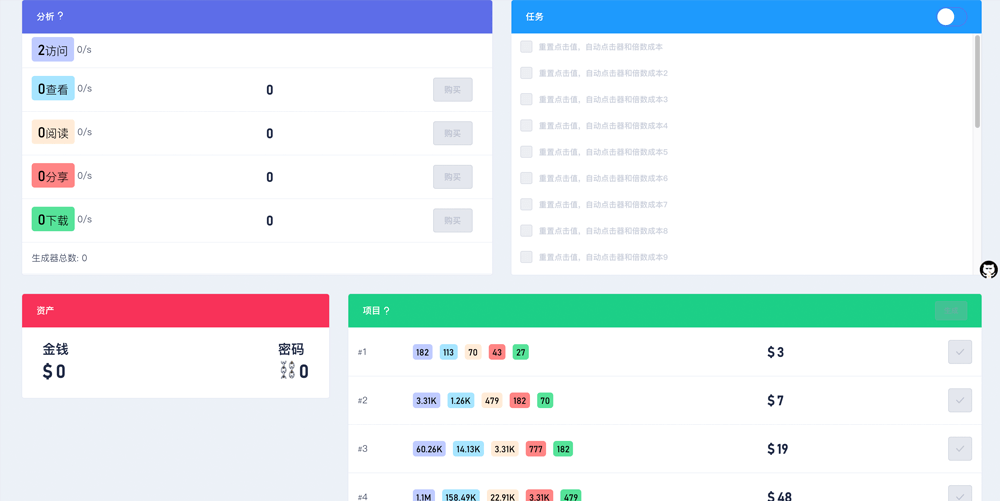 分析 ?
2访问 0/s
0查看 0/s 0 购买
0阅读 0/s 0 购买
0分享 0/s 0 购买
0下载 0/s 0 购买
生成器总数: 0
任务
重置点击值，自动点击器和倍数成本
重置点击值，自动点击器和倍数成本2
重置点击值，自动点击器和倍数成本3
重置点击值，自动点击器和倍数成本4
重置点击值，自动点击器和倍数成本5
重置点击值，自动点击器和倍数成本6
重置点击值，自动点击器和倍数成本7
重置点击值，自动点击器和倍数成本8
重置点击值，自动点击器和倍数成本9
资产
金钱 密码
$ 0 0
项目 ?
#1 182 113 70 43 27 $ 3
#2 3.31K 1.26K 479 182 70 $ 7
#3 60.26K 14.13K 3.31K 777 182 $ 19
#4 1.1M 158.49K 22.91K 3.31K 479 $ 48